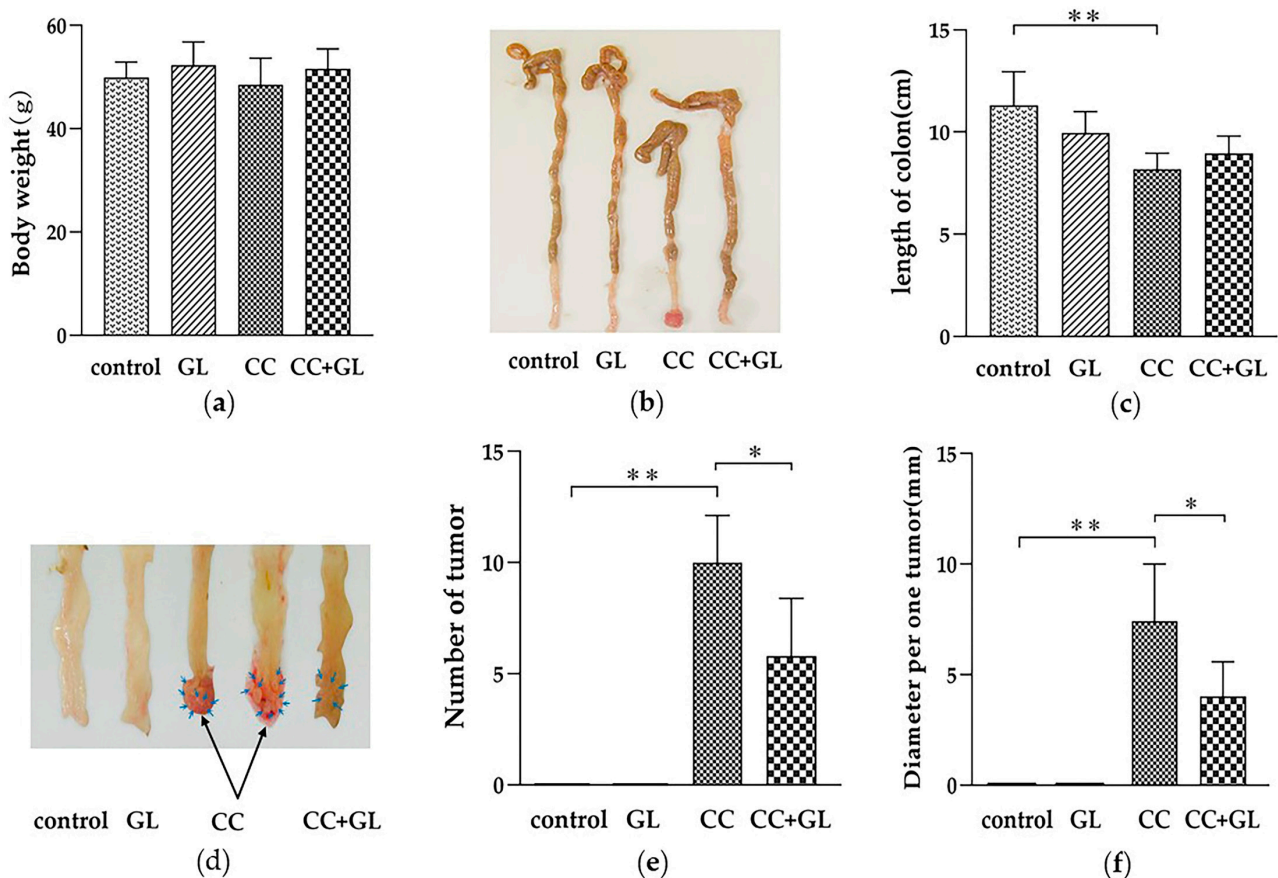 60
40
20
0
Body weight(g)
control GL CC CC+GL
(a)
control GL CC CC+GL
(b)
**
15
10
5
0
length of colon(cm)
control GL CC CC+GL
(c)
control GL CC CC+GL
(d)
15
10
5
0
Number of tumor
** *
control GL CC CC+GL
(e)
15
10
5
0
Diameter per one tumor(mm)
** *
control GL CC CC+GL
(f)